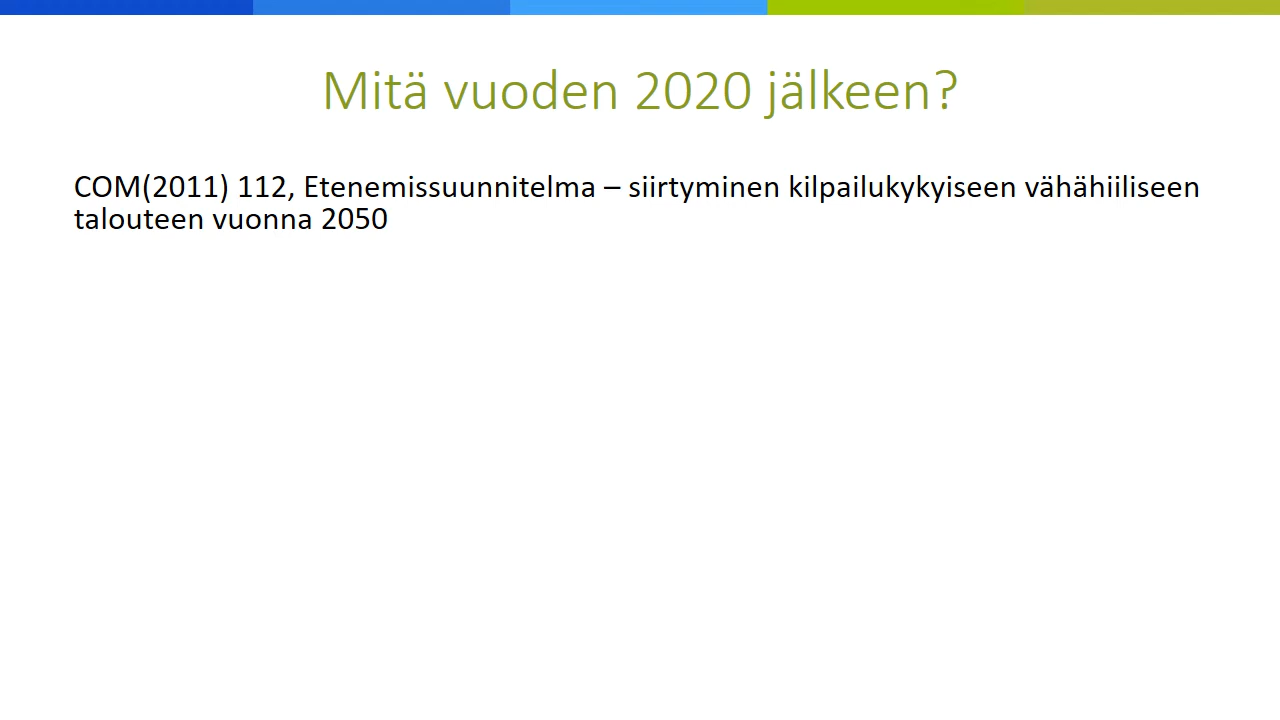 Mitä vuoden 2020 jälkeen?
COM(2011) 112, Etenemissuunnitelma – siirtyminen kilpailukykyiseen vähähiiliseen
talouteen vuonna 2050